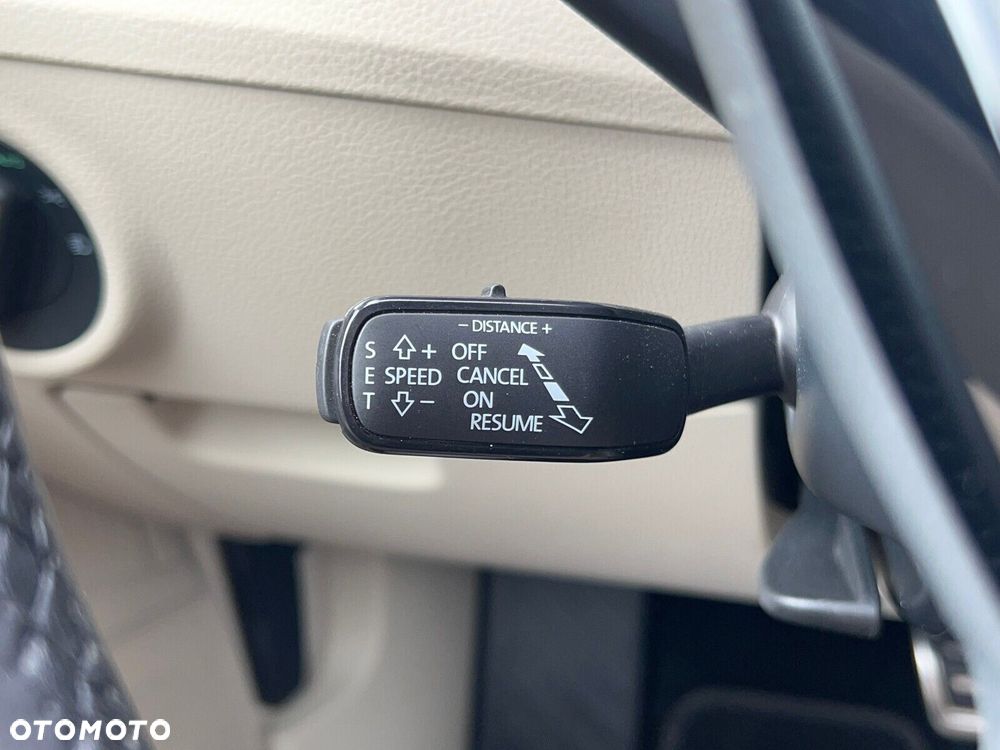 − DISTANCE +
S + OFF
E SPEED CANCEL
T − ON
RESUME
OTOMOTO